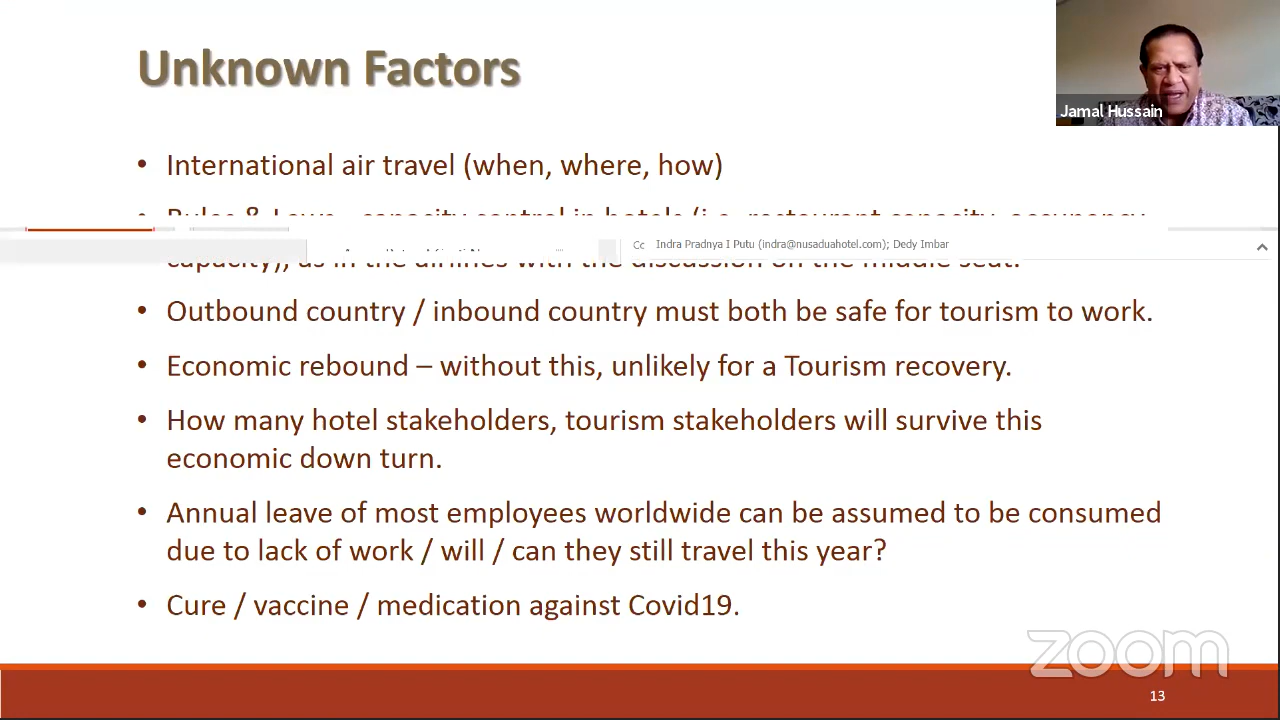 Unknown Factors
Jamal Hussain
• International air travel (when, where, how)
• Rules & Laws - capacity control in hotels (i.e. restaurant capacity, occupancy
Cc Indra Pradnya I Putu (indra@nusaduahotel.com); Dedy Imbar
capacity), as in the airlines with the discussion on the middle seat.
• Outbound country / inbound country must both be safe for tourism to work.
• Economic rebound – without this, unlikely for a Tourism recovery.
• How many hotel stakeholders, tourism stakeholders will survive this
economic down turn.
• Annual leave of most employees worldwide can be assumed to be consumed
due to lack of work / will / can they still travel this year?
• Cure / vaccine / medication against Covid19.
zoom
13